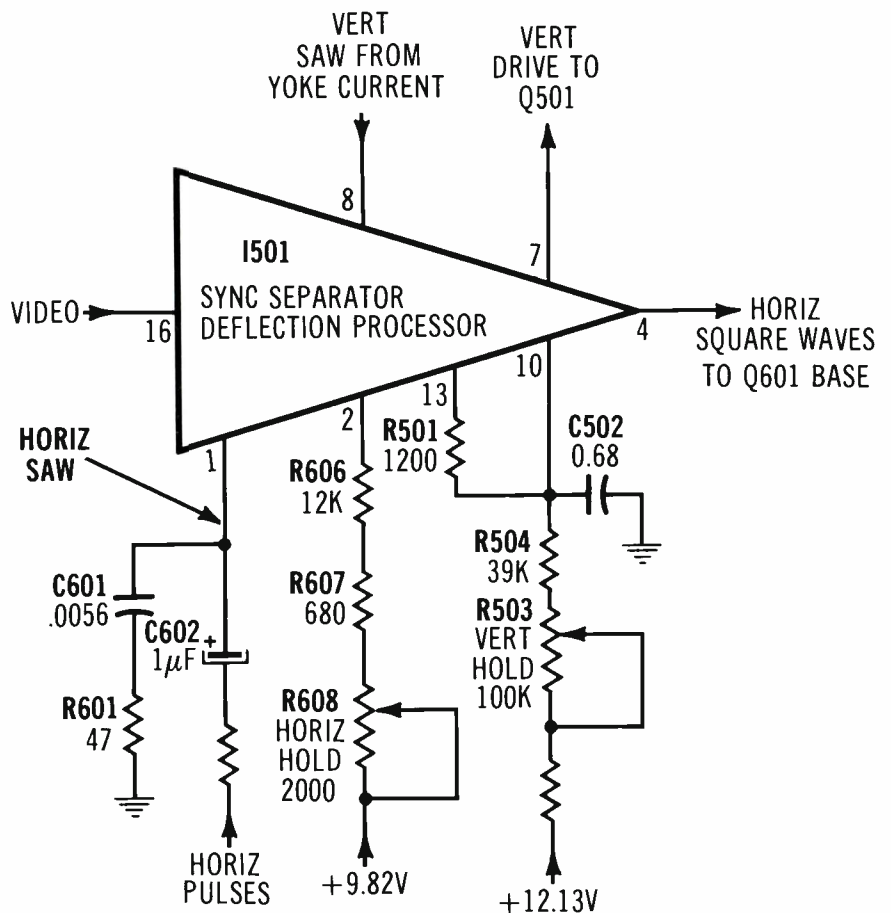 VERT
SAW FROM
YOKE CURRENT
VERT
DRIVE TO
Q501
8
7
I501
SYNC SEPARATOR
DEFLECTION PROCESSOR
VIDEO
16
4
HORIZ
SQUARE WAVES
TO Q601 BASE
10
13
2
1
HORIZ
SAW
R501
1200
C502
0.68
R606
12K
R504
39K
C601
.0056
C602
+
1µF
R607
680
R503
VERT
HOLD
100K
R601
47
R608
HORIZ
HOLD
2000
HORIZ
PULSES
+9.82V
+12.13V